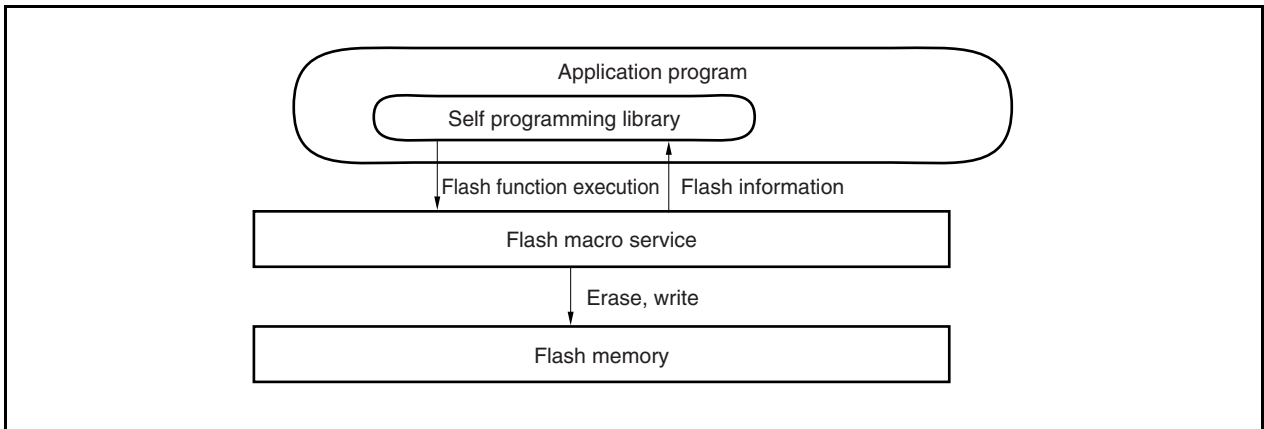 Application program
Self programming library
Flash function execution
Flash information
Flash macro service
Erase, write
Flash memory